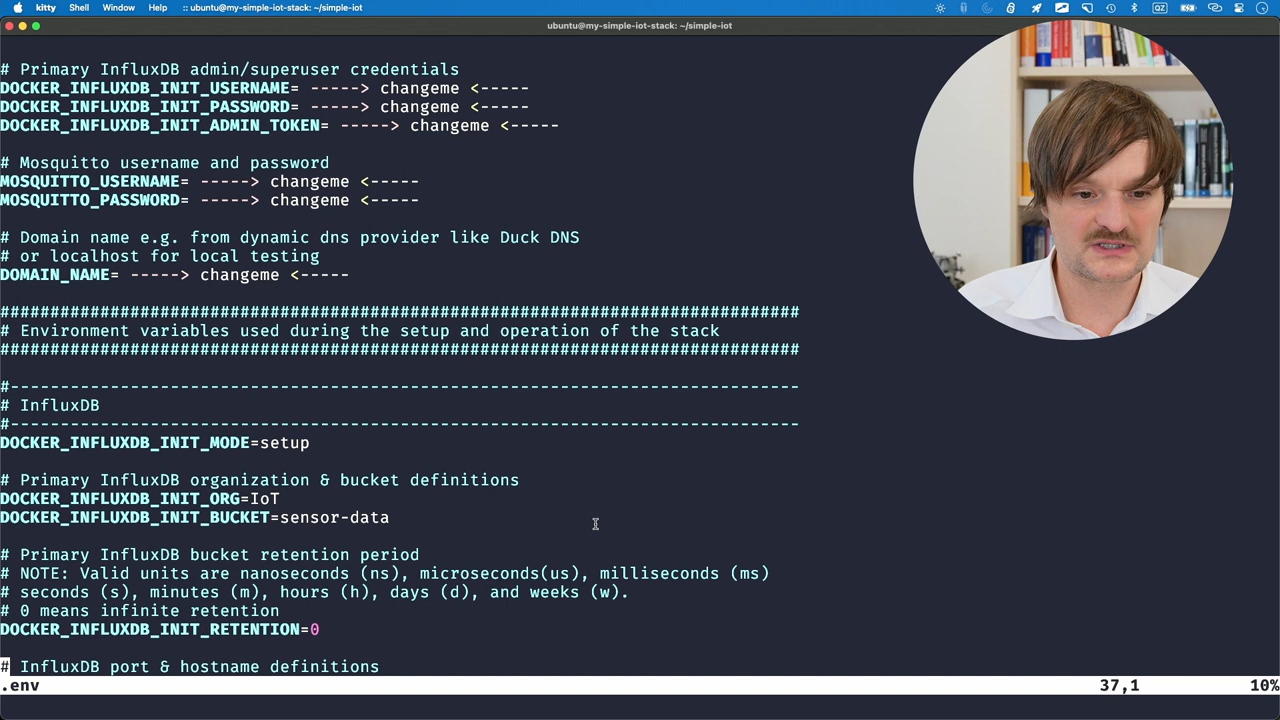 kitty Shell Window Help :: ubuntu@my-simple-iot-stack: ~/simple-iot
ubuntu@my-simple-iot-stack: ~/simple-iot
# Primary InfluxDB admin/superuser credentials
DOCKER_INFLUXDB_INIT_USERNAME= -----> changeme <-----
DOCKER_INFLUXDB_INIT_PASSWORD= -----> changeme <-----
DOCKER_INFLUXDB_INIT_ADMIN_TOKEN= -----> changeme <-----
# Mosquitto username and password
MOSQUITTO_USERNAME= -----> changeme <-----
MOSQUITTO_PASSWORD= -----> changeme <-----
# Domain name e.g. from dynamic dns provider like Duck DNS
# or localhost for local testing
DOMAIN_NAME= -----> changeme <-----
################################################################################
# Environment variables used during the setup and operation of the stack
################################################################################
#-------------------------------------------------------------------------------
# InfluxDB
#-------------------------------------------------------------------------------
DOCKER_INFLUXDB_INIT_MODE=setup
# Primary InfluxDB organization & bucket definitions
DOCKER_INFLUXDB_INIT_ORG=IoT
DOCKER_INFLUXDB_INIT_BUCKET=sensor-data
# Primary InfluxDB bucket retention period
# NOTE: Valid units are nanoseconds (ns), microseconds(us), milliseconds (ms)
# seconds (s), minutes (m), hours (h), days (d), and weeks (w).
# 0 means infinite retention
DOCKER_INFLUXDB_INIT_RETENTION=0
# InfluxDB port & hostname definitions
.env 37,1 10%